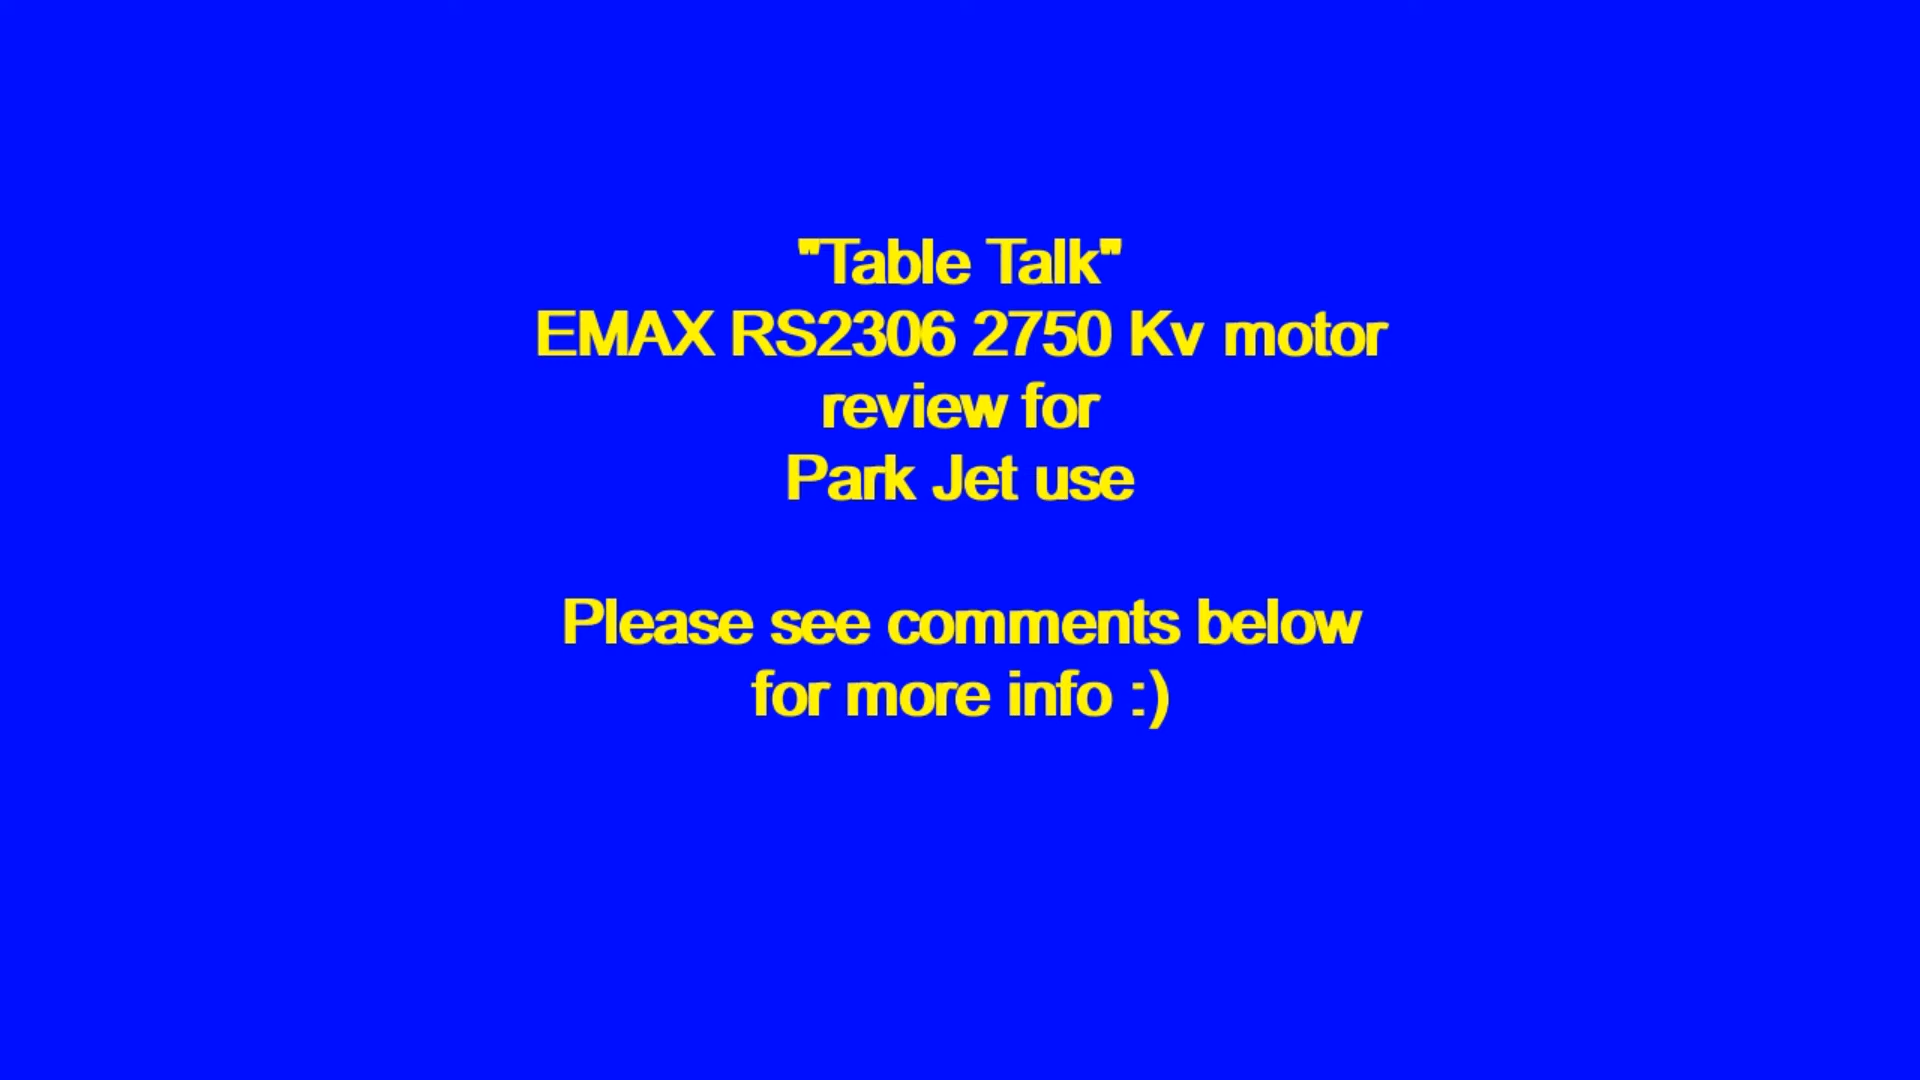 "Table Talk"
EMAX RS2306 2750 Kv motor
review for
Park Jet use
Please see comments below
for more info :)